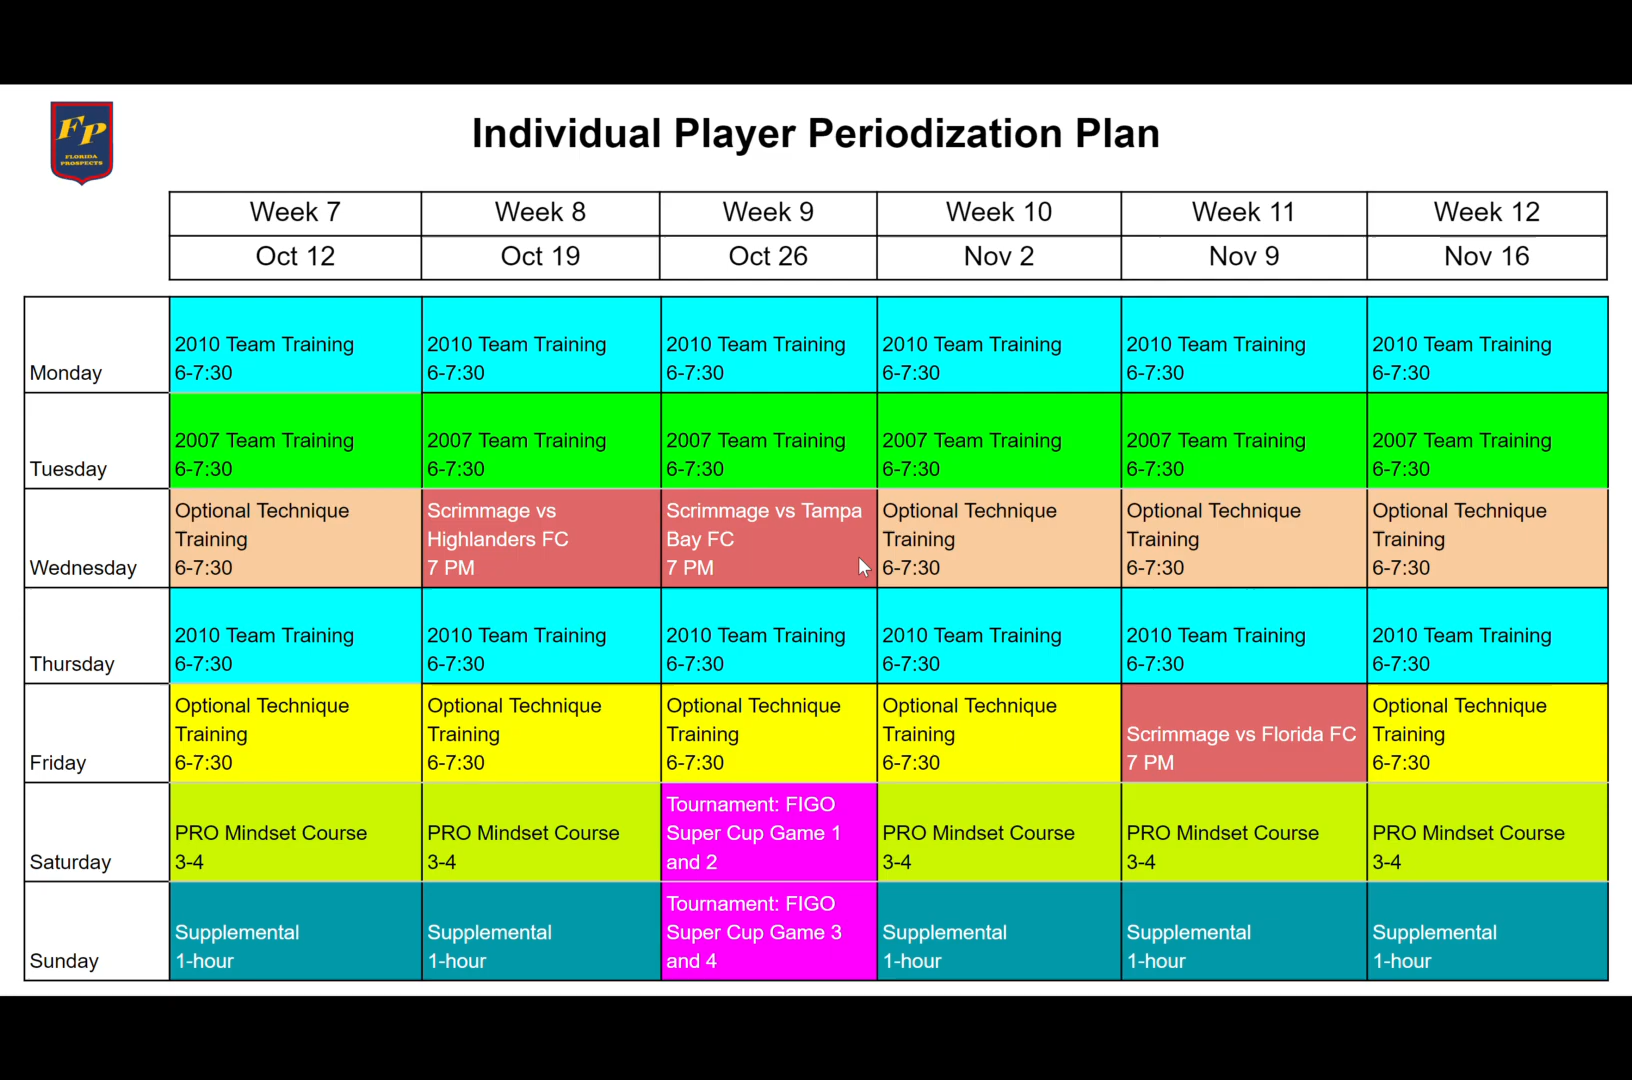 FP
FLORIDA
PROSPECTS
Individual Player Periodization Plan
Week 7 Week 8 Week 9 Week 10 Week 11 Week 12
Oct 12 Oct 19 Oct 26 Nov 2 Nov 9 Nov 16
Monday
2010 Team Training
6-7:30
2010 Team Training
6-7:30
2010 Team Training
6-7:30
2010 Team Training
6-7:30
2010 Team Training
6-7:30
2010 Team Training
6-7:30
Tuesday
2007 Team Training
6-7:30
2007 Team Training
6-7:30
2007 Team Training
6-7:30
2007 Team Training
6-7:30
2007 Team Training
6-7:30
2007 Team Training
6-7:30
Wednesday
Optional Technique
Training
6-7:30
Scrimmage vs
Highlanders FC
7 PM
Scrimmage vs Tampa
Bay FC
7 PM
Optional Technique
Training
6-7:30
Optional Technique
Training
6-7:30
Optional Technique
Training
6-7:30
Thursday
2010 Team Training
6-7:30
2010 Team Training
6-7:30
2010 Team Training
6-7:30
2010 Team Training
6-7:30
2010 Team Training
6-7:30
2010 Team Training
6-7:30
Friday
Optional Technique
Training
6-7:30
Optional Technique
Training
6-7:30
Optional Technique
Training
6-7:30
Optional Technique
Training
6-7:30
Scrimmage vs Florida FC
7 PM
Optional Technique
Training
6-7:30
Saturday
PRO Mindset Course
3-4
PRO Mindset Course
3-4
Tournament: FIGO
Super Cup Game 1
and 2
PRO Mindset Course
3-4
PRO Mindset Course
3-4
PRO Mindset Course
3-4
Sunday
Supplemental
1-hour
Supplemental
1-hour
Tournament: FIGO
Super Cup Game 3
and 4
Supplemental
1-hour
Supplemental
1-hour
Supplemental
1-hour